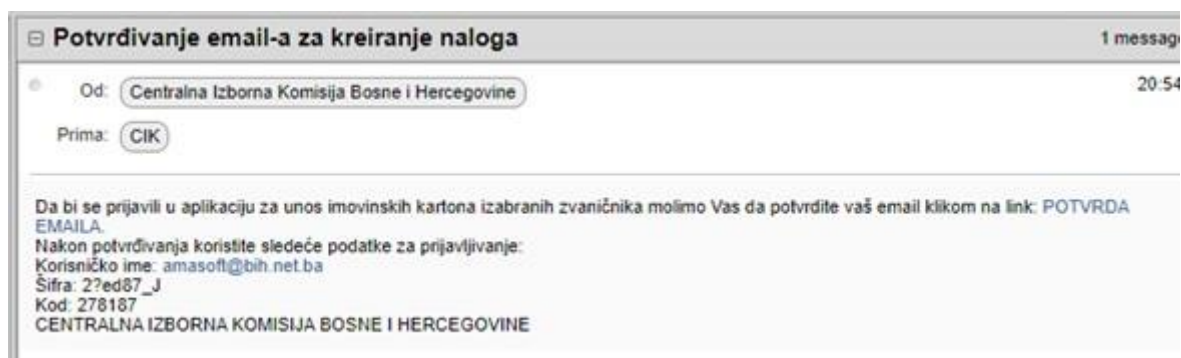 Potvrđivanje email-a za kreiranje naloga 1 message
Od: Centralna Izborna Komisija Bosne i Hercegovine 20:54
Prima: CIK
Da bi se prijavili u aplikaciju za unos imovinskih kartona izabranih zvaničnika molimo Vas da potvrdite vaš email klikom na link: POTVRDA
EMAILA.
Nakon potvrđivanja koristite sledeće podatke za prijavljivanje:
Korisničko ime: amasoft@bih.net.ba
Šifra: 2?ed87_J
Kod: 278187
CENTRALNA IZBORNA KOMISIJA BOSNE I HERCEGOVINE